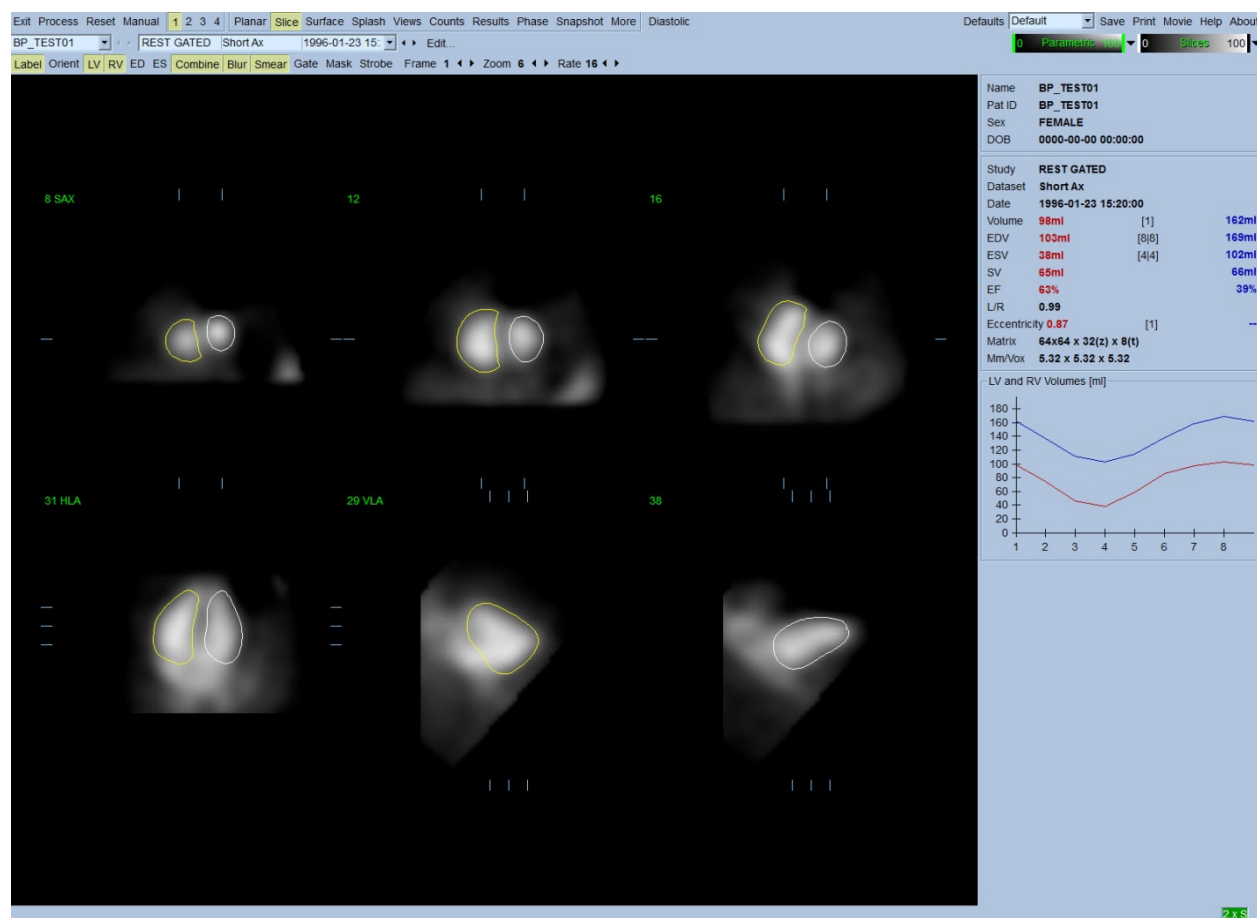 Exit Process Reset Manual 1 2 3 4 Planar Slice Surface Splash Views Counts Results Phase Snapshot More Diastolic Defaults Default Save Print Movie Help About
BP_TEST01 REST GATED Short Ax 1996-01-23 15: Edit... 0 Parametric 100 0 Slices 100
Label Orient LV RV ED ES Combine Blur Smear Gate Mask Strobe Frame 1 Zoom 6 Rate 16
Name BP_TEST01
Pat ID BP_TEST01
Sex FEMALE
DOB 0000-00-00 00:00:00
Study REST GATED
Dataset Short Ax
Date 1996-01-23 15:20:00
Volume 98ml [1] 162ml
EDV 103ml [8|8] 169ml
ESV 38ml [4|4] 102ml
SV 65ml 66ml
EF 63% 39%
L/R 0.99
Eccentricity 0.87 [1] --
Matrix 64x64 x 32(z) x 8(t)
Mm/Vox 5.32 x 5.32 x 5.32
LV and RV Volumes [ml]
180
160
140
120
100
80
60
40
20
0
1 2 3 4 5 6 7 8
8 SAX 12 16
31 HLA 29 VLA 38
2 x S